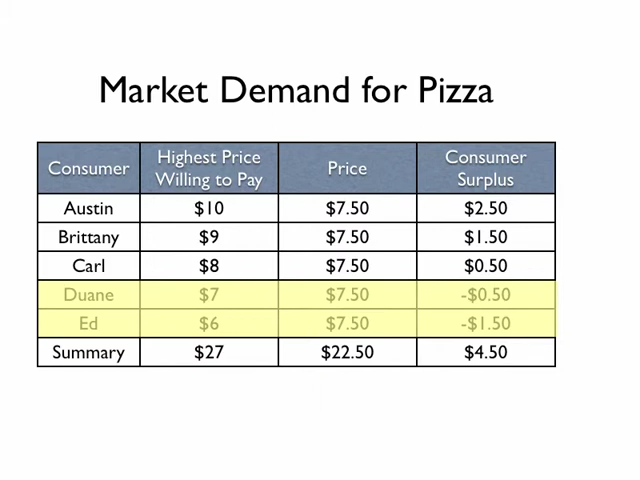 Market Demand for Pizza
Consumer Highest Price Willing to Pay Price Consumer Surplus
Austin $10 $7.50 $2.50
Brittany $9 $7.50 $1.50
Carl $8 $7.50 $0.50
Duane $7 $7.50 -$0.50
Ed $6 $7.50 -$1.50
Summary $27 $22.50 $4.50